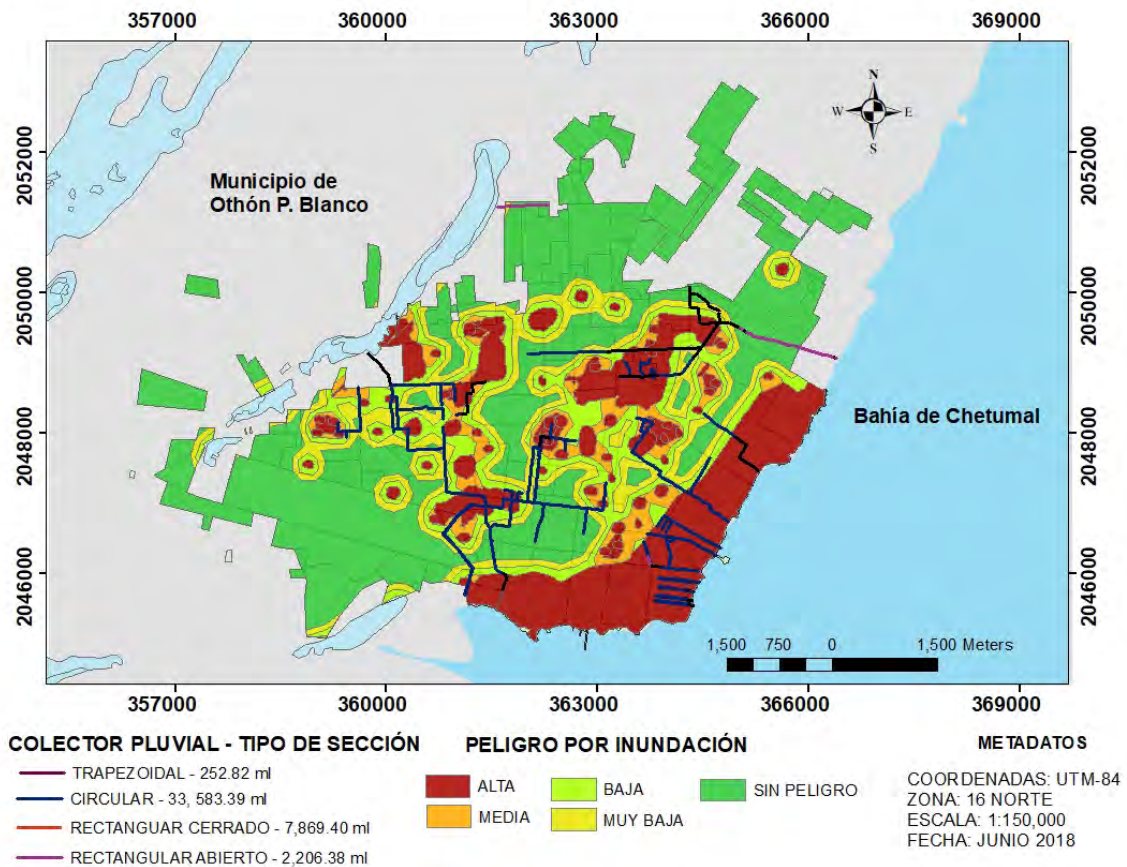 357000 360000 363000 366000 369000
2052000 2052000
2050000 2050000
2048000 2048000
2046000 2046000
N
W E
S
Municipio de
Othón P. Blanco
Bahía de Chetumal
1,500 750 0 1,500 Meters
357000 360000 363000 366000 369000
COLECTOR PLUVIAL - TIPO DE SECCIÓN
TRAPEZOIDAL - 252.82 ml
CIRCULAR - 33, 583.39 ml
RECTANGUAR CERRADO - 7,869.40 ml
RECTANGULAR ABIERTO - 2,206.38 ml
PELIGRO POR INUNDACIÓN
ALTA BAJA SIN PELIGRO
MEDIA MUY BAJA
METADATOS
COORDENADAS: UTM-84
ZONA: 16 NORTE
ESCALA: 1:150,000
FECHA: JUNIO 2018